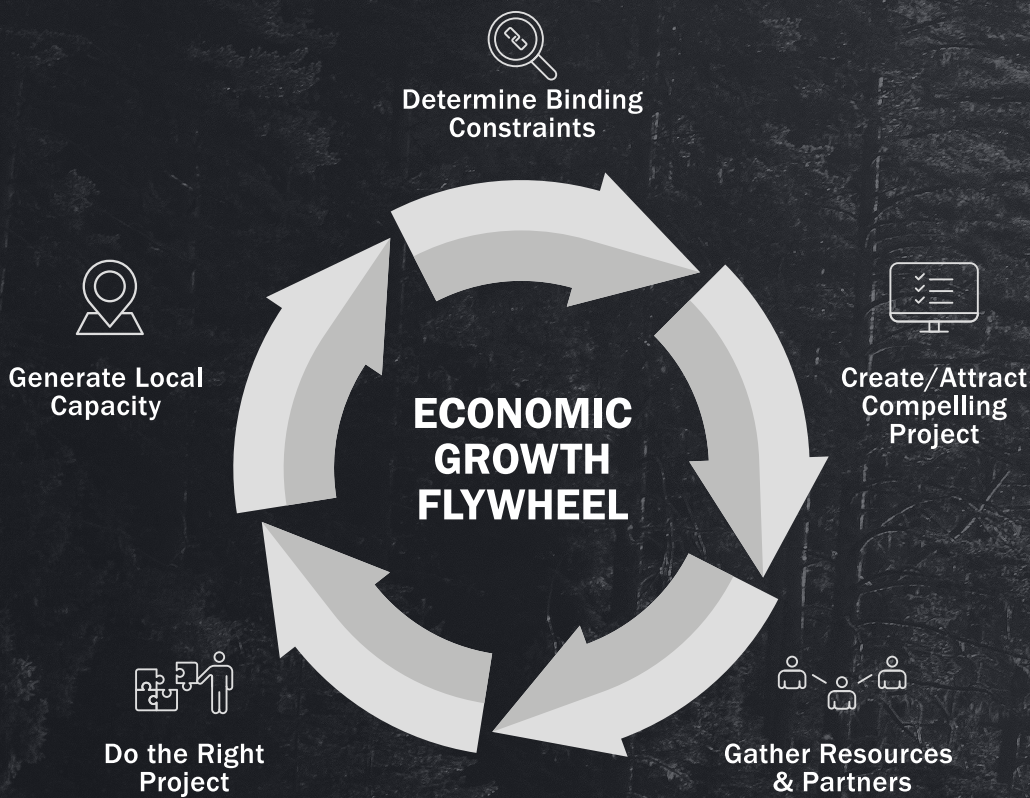 Determine Binding
Constraints
Create/Attract
Compelling
Project
Gather Resources
& Partners
Do the Right
Project
Generate Local
Capacity
ECONOMIC
GROWTH
FLYWHEEL